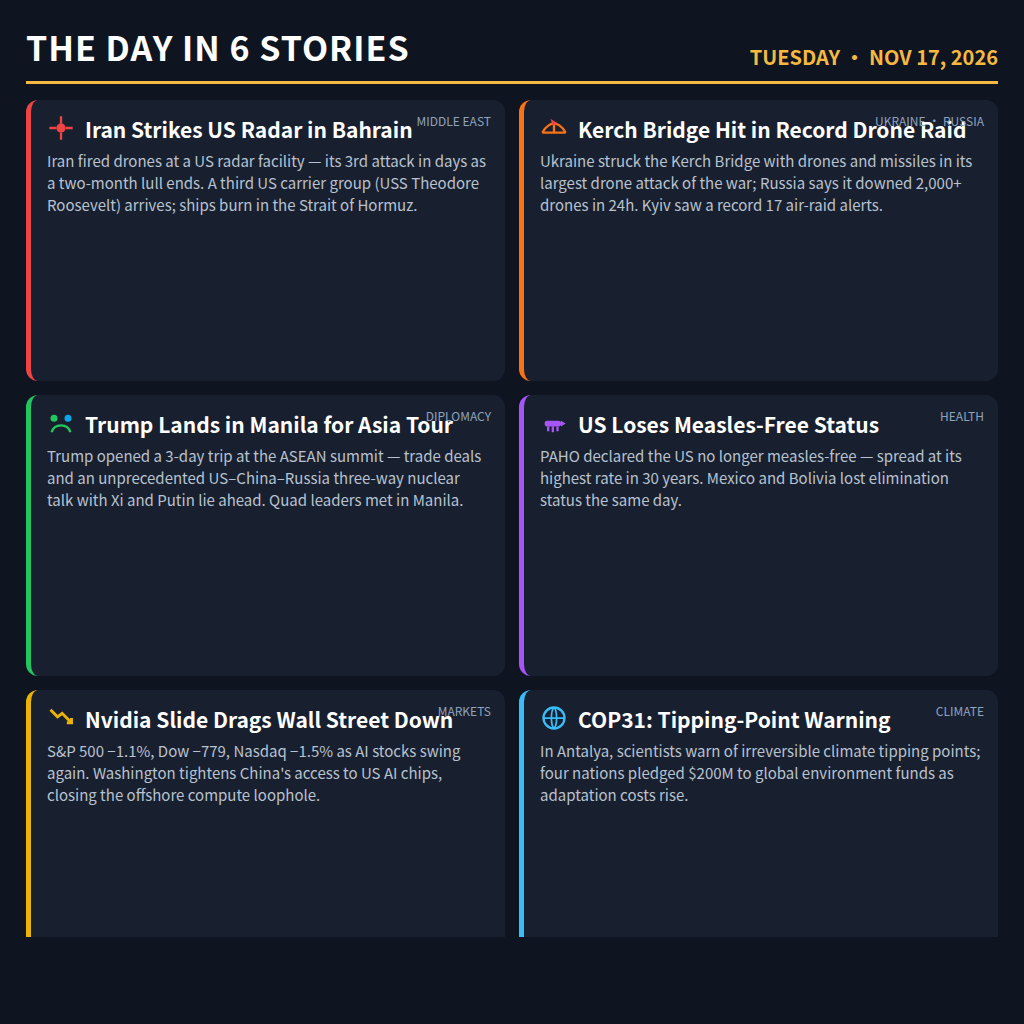 THE DAY IN 6 STORIES
TUESDAY • NOV 17, 2026
Iran Strikes US Radar in Bahrain
MIDDLE EAST
Iran fired drones at a US radar facility — its 3rd attack in days as
a two-month lull ends. A third US carrier group (USS Theodore
Roosevelt) arrives; ships burn in the Strait of Hormuz.
Kerch Bridge Hit in Record Drone Raid
UKRAINE • RUSSIA
Ukraine struck the Kerch Bridge with drones and missiles in its
largest drone attack of the war; Russia says it downed 2,000+
drones in 24h. Kyiv saw a record 17 air-raid alerts.
Trump Lands in Manila for Asia Tour
DIPLOMACY
Trump opened a 3-day trip at the ASEAN summit — trade deals
and an unprecedented US–China–Russia three-way nuclear
talk with Xi and Putin lie ahead. Quad leaders met in Manila.
US Loses Measles-Free Status
HEALTH
PAHO declared the US no longer measles-free — spread at its
highest rate in 30 years. Mexico and Bolivia lost elimination
status the same day.
Nvidia Slide Drags Wall Street Down
MARKETS
S&P 500 −1.1%, Dow −779, Nasdaq −1.5% as AI stocks swing
again. Washington tightens China's access to US AI chips,
closing the offshore compute loophole.
COP31: Tipping-Point Warning
CLIMATE
In Antalya, scientists warn of irreversible climate tipping points;
four nations pledged $200M to global environment funds as
adaptation costs rise.